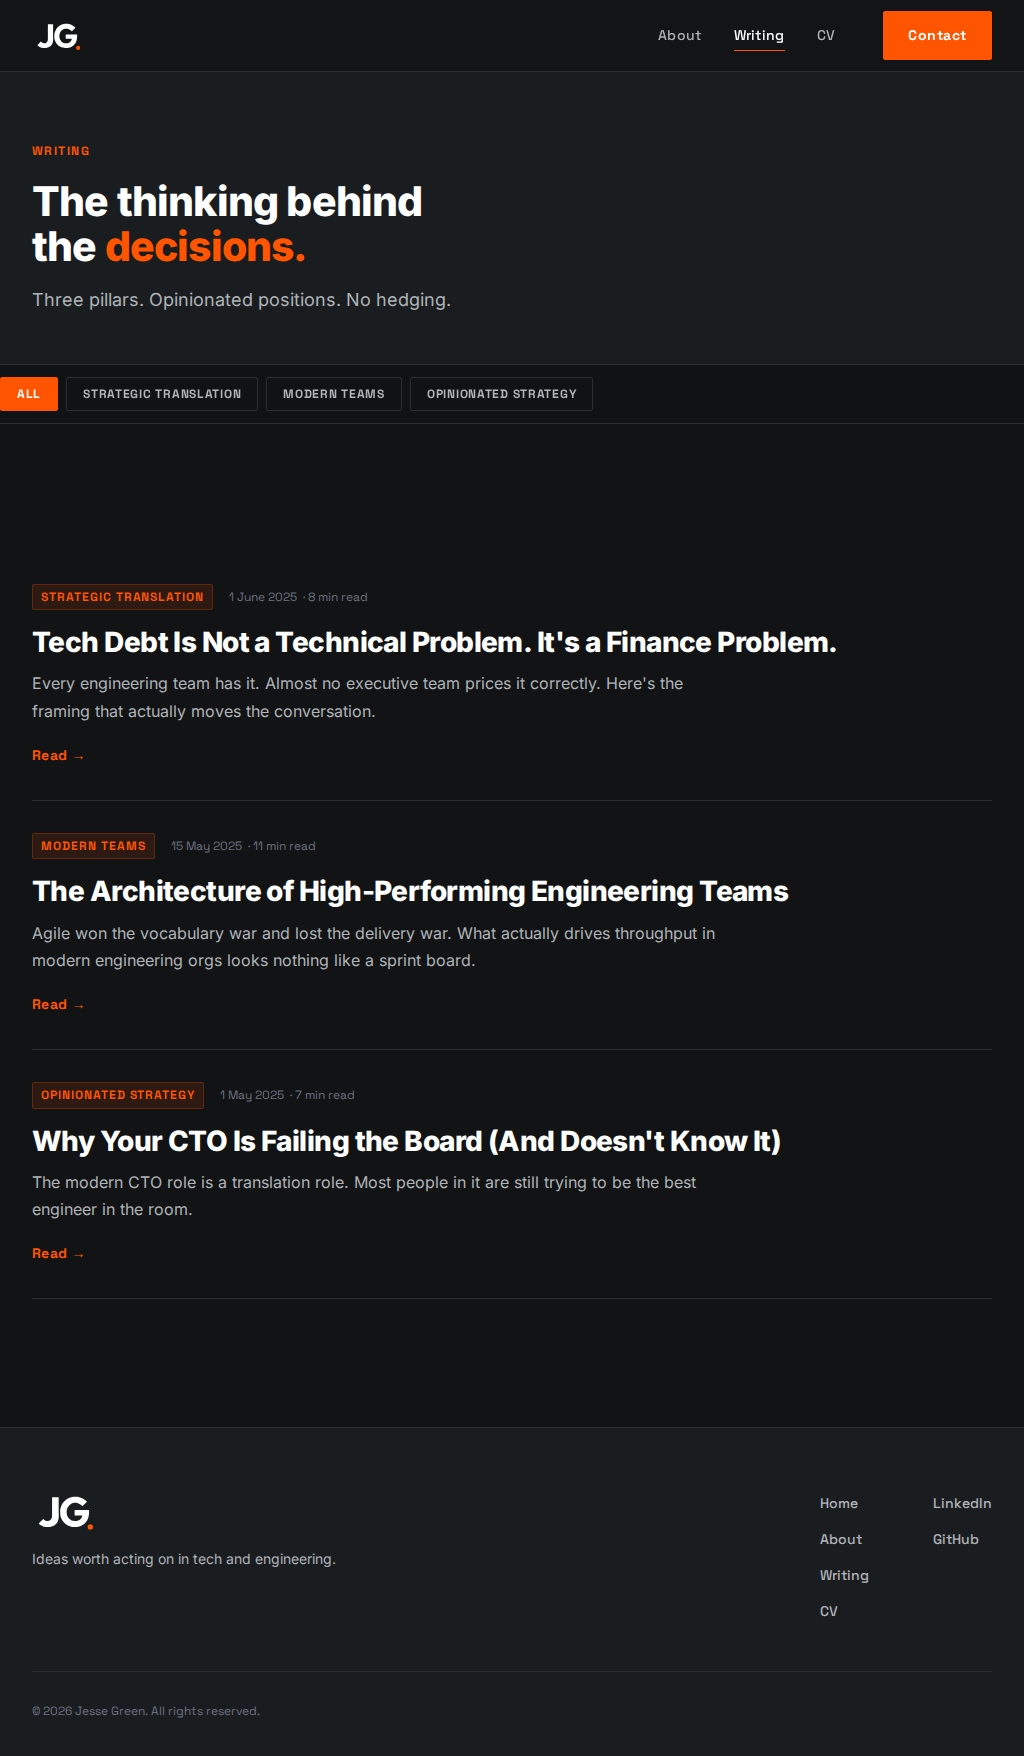 JG.
About
Writing
CV
Contact
WRITING
The thinking behind
the decisions.
Three pillars. Opinionated positions. No hedging.
ALL
STRATEGIC TRANSLATION
MODERN TEAMS
OPINIONATED STRATEGY
STRATEGIC TRANSLATION
1 June 2025 · 8 min read
Tech Debt Is Not a Technical Problem. It's a Finance Problem.
Every engineering team has it. Almost no executive team prices it correctly. Here's the
framing that actually moves the conversation.
Read →
MODERN TEAMS
15 May 2025 · 11 min read
The Architecture of High-Performing Engineering Teams
Agile won the vocabulary war and lost the delivery war. What actually drives throughput in
modern engineering orgs looks nothing like a sprint board.
Read →
OPINIONATED STRATEGY
1 May 2025 · 7 min read
Why Your CTO Is Failing the Board (And Doesn't Know It)
The modern CTO role is a translation role. Most people in it are still trying to be the best
engineer in the room.
Read →
JG.
Ideas worth acting on in tech and engineering.
Home
About
Writing
CV
LinkedIn
GitHub
© 2026 Jesse Green. All rights reserved.